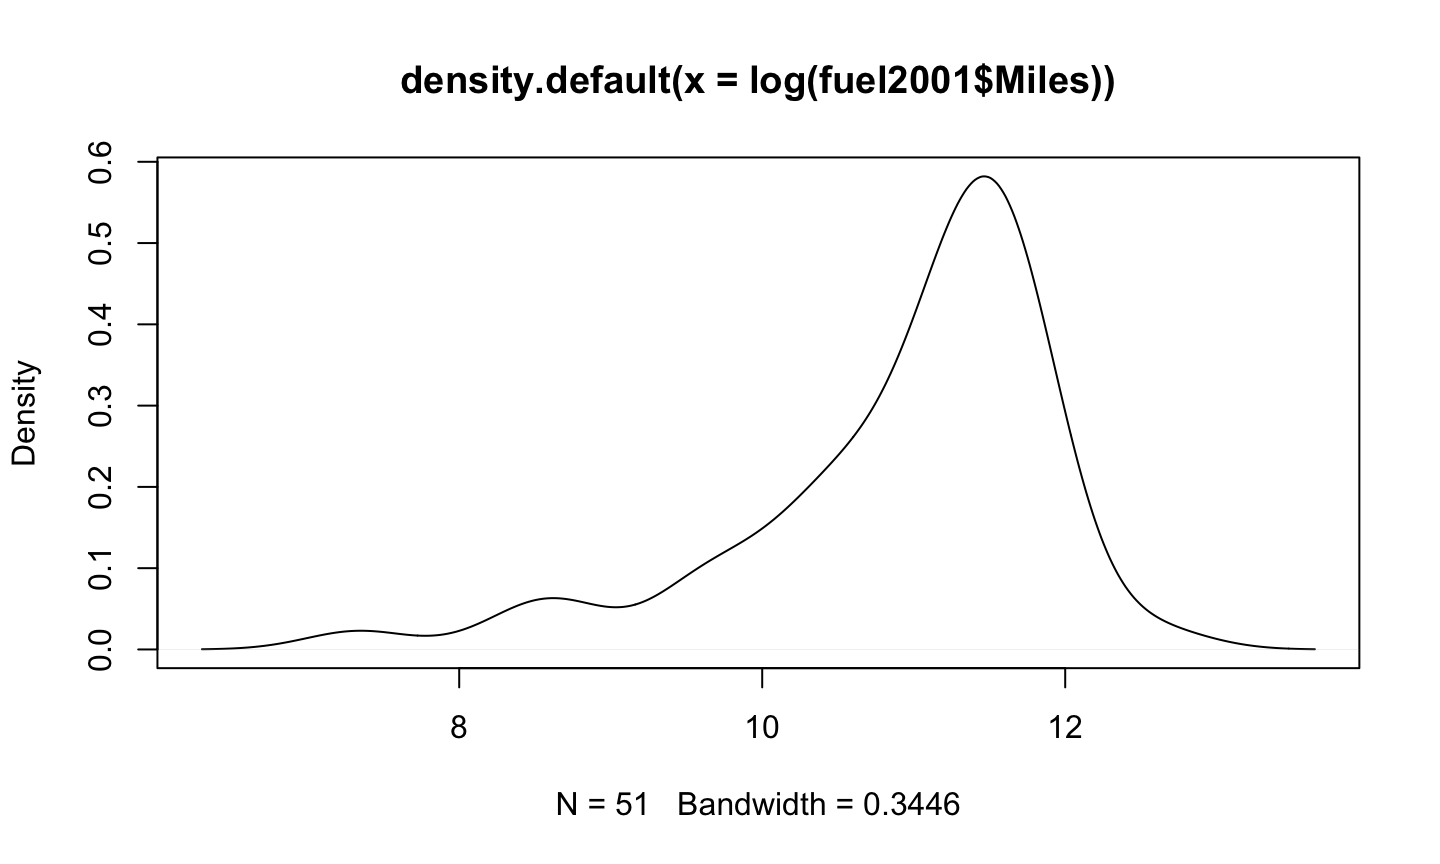 density.default(x = log(fuel2001$Miles))
0.6
0.5
0.4
0.3
0.2
0.1
0.0
Density
8 10 12
N = 51 Bandwidth = 0.3446